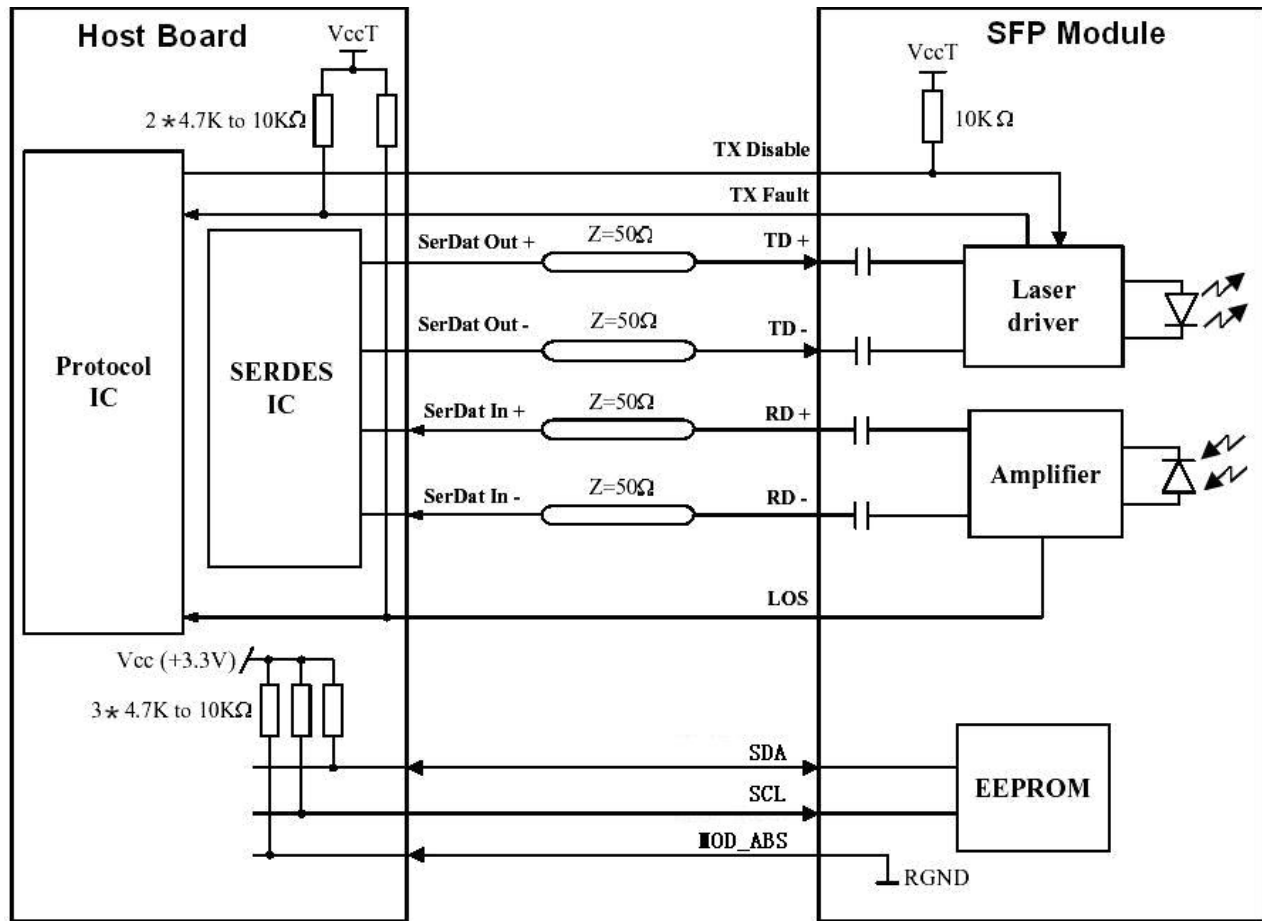 Host Board
SFP Module
VccT
VccT
2*4.7K to 10KΩ
10KΩ
TX Disable
TX Fault
SerDat Out +
Z=50Ω
TD +
SerDat Out -
Z=50Ω
TD -
Laser
driver
Protocol
IC
SERDES
IC
SerDat In +
Z=50Ω
RD +
SerDat In -
Z=50Ω
RD -
Amplifier
LOS
Vcc (+3.3V)
3*4.7K to 10KΩ
SDA
SCL
MOD_ABS
EEPROM
RGND